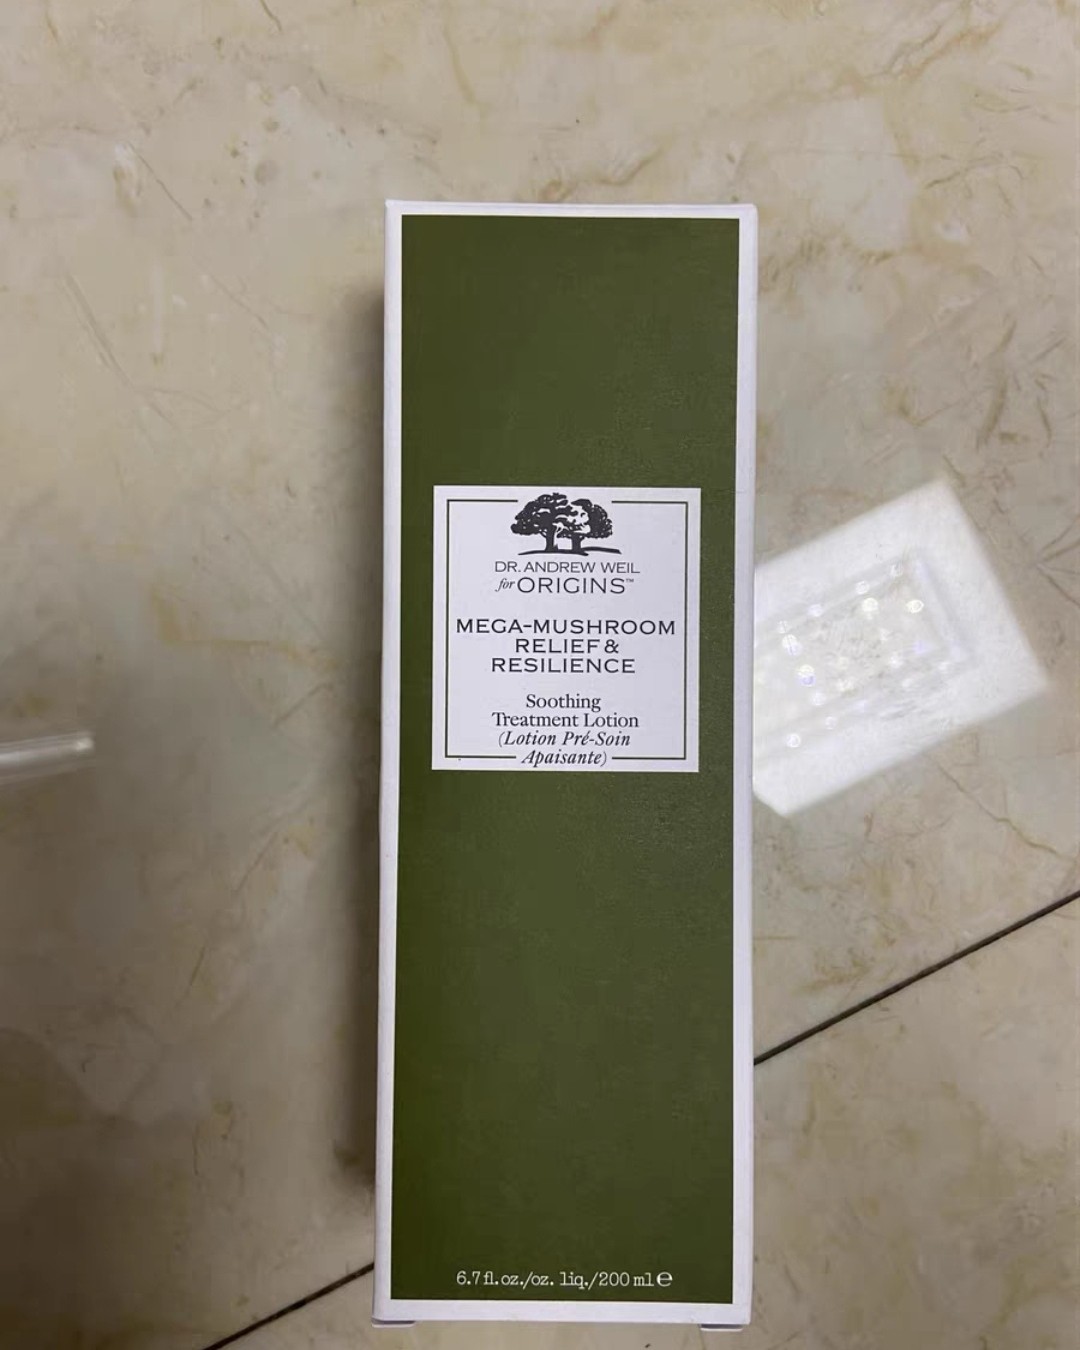 DR. ANDREW WEIL
for ORIGINS™
MEGA-MUSHROOM
RELIEF &
RESILIENCE
Soothing
Treatment Lotion
(Lotion Pré-Soin
Apaisante)
6.7 fl.oz./oz. liq./200 ml ℮